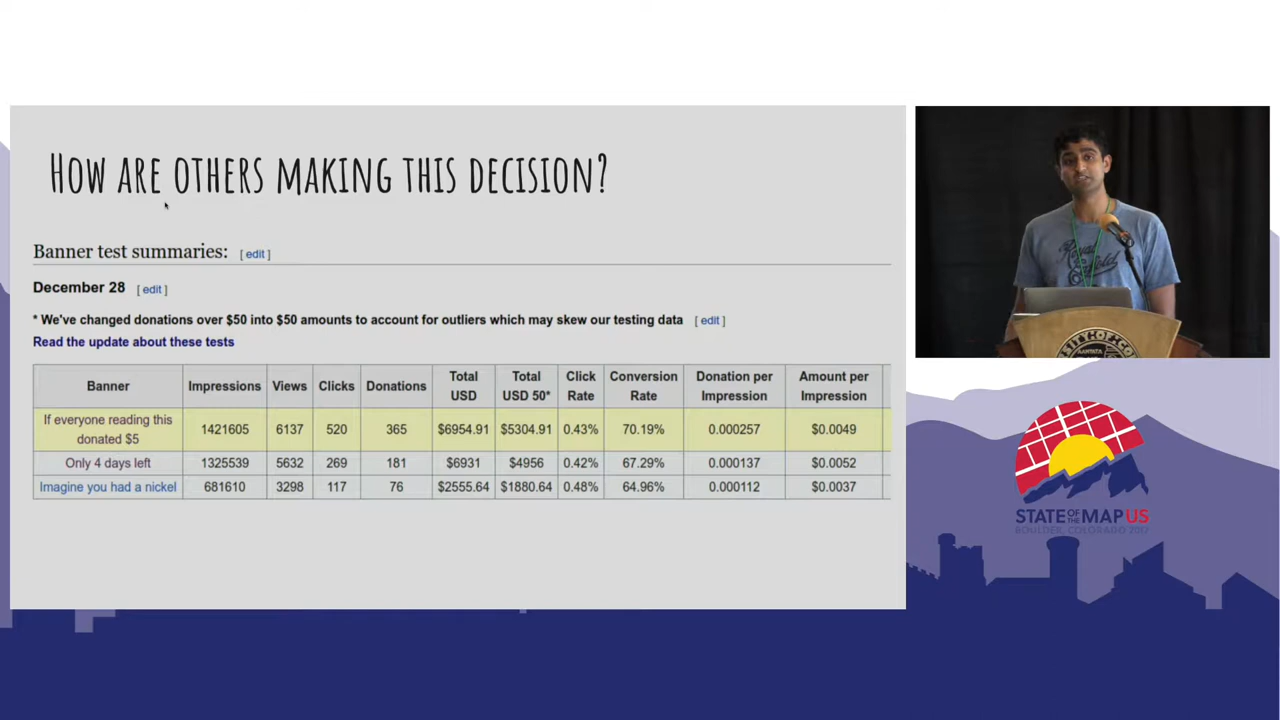 HOW ARE OTHERS MAKING THIS DECISION?
Banner test summaries: [ edit ]
December 28 [ edit ]
* We've changed donations over $50 into $50 amounts to account for outliers which may skew our testing data [ edit ]
Read the update about these tests
Banner Impressions Views Clicks Donations Total USD Total USD 50* Click Rate Conversion Rate Donation per Impression Amount per Impression
If everyone reading this donated $5 1421605 6137 520 365 $6954.91 $5304.91 0.43% 70.19% 0.000257 $0.0049
Only 4 days left 1325539 5632 269 181 $6931 $4956 0.42% 67.29% 0.000137 $0.0052
Imagine you had a nickel 681610 3298 117 76 $2555.64 $1880.64 0.48% 64.96% 0.000112 $0.0037
STATE OF THE MAP US
BOULDER, COLORADO 2017